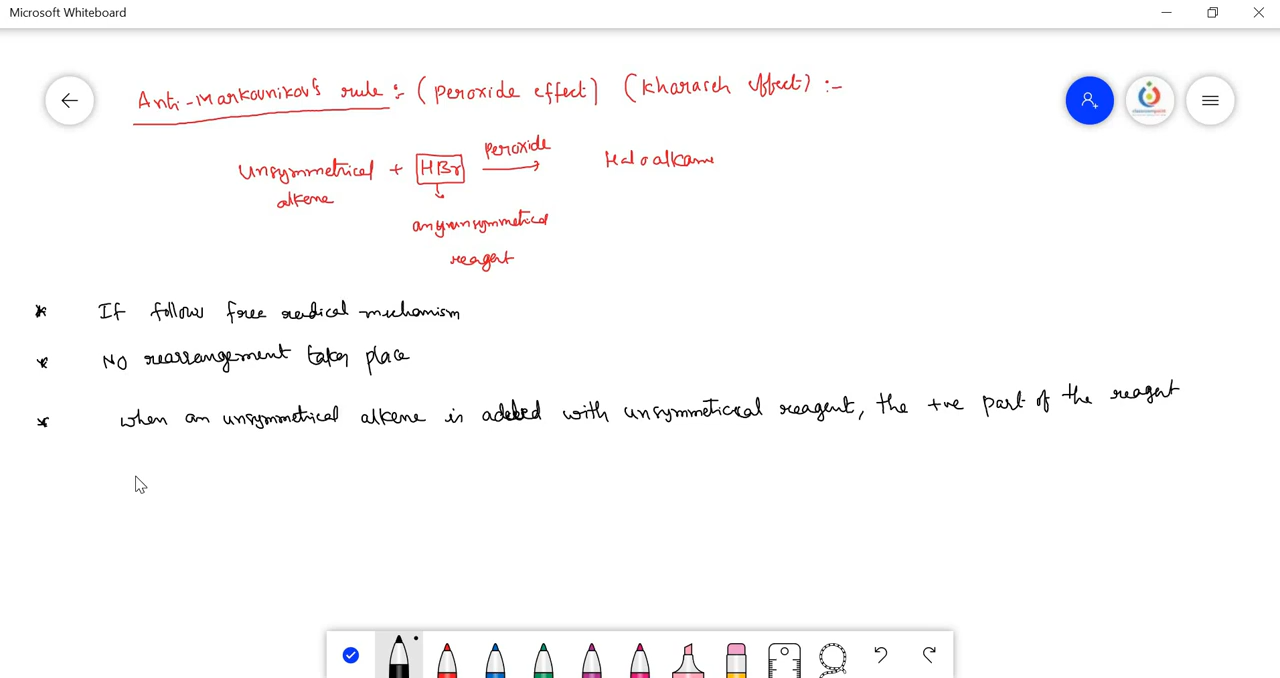 Microsoft Whiteboard
Anti-Markovnikov's rule :- (Peroxide effect) (Kharasch effect) :-
Unsymmetrical alkene + HBr peroxide → Haloalkane
any unsymmetrical
reagent
* It follow free radical mechanism
* No rearrangement takes place
* when an unsymmetrical alkene is added with unsymmetrical reagent, the +ve part of the reagent